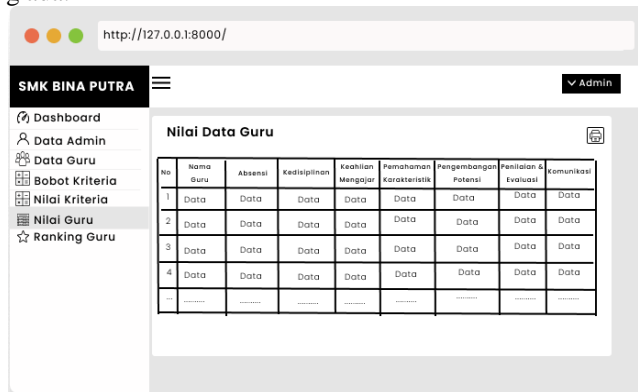 http://127.0.0.1:8000/
SMK BINA PUTRA
Admin
Dashboard
Data Admin
Data Guru
Bobot Kriteria
Nilai Kriteria
Nilai Guru
Ranking Guru
Nilai Data Guru
No Nama Guru Absensi Kedisiplinan Keahlian Mengajar Pemahaman Karakteristik Pengembangan Potensi Penilaian & Evaluasi Komunikasi
1 Data Data Data Data Data Data Data Data
2 Data Data Data Data Data Data Data Data
3 Data Data Data Data Data Data Data Data
4 Data Data Data Data Data Data Data Data
... .......... .......... .......... .......... .......... .......... .......... ..........